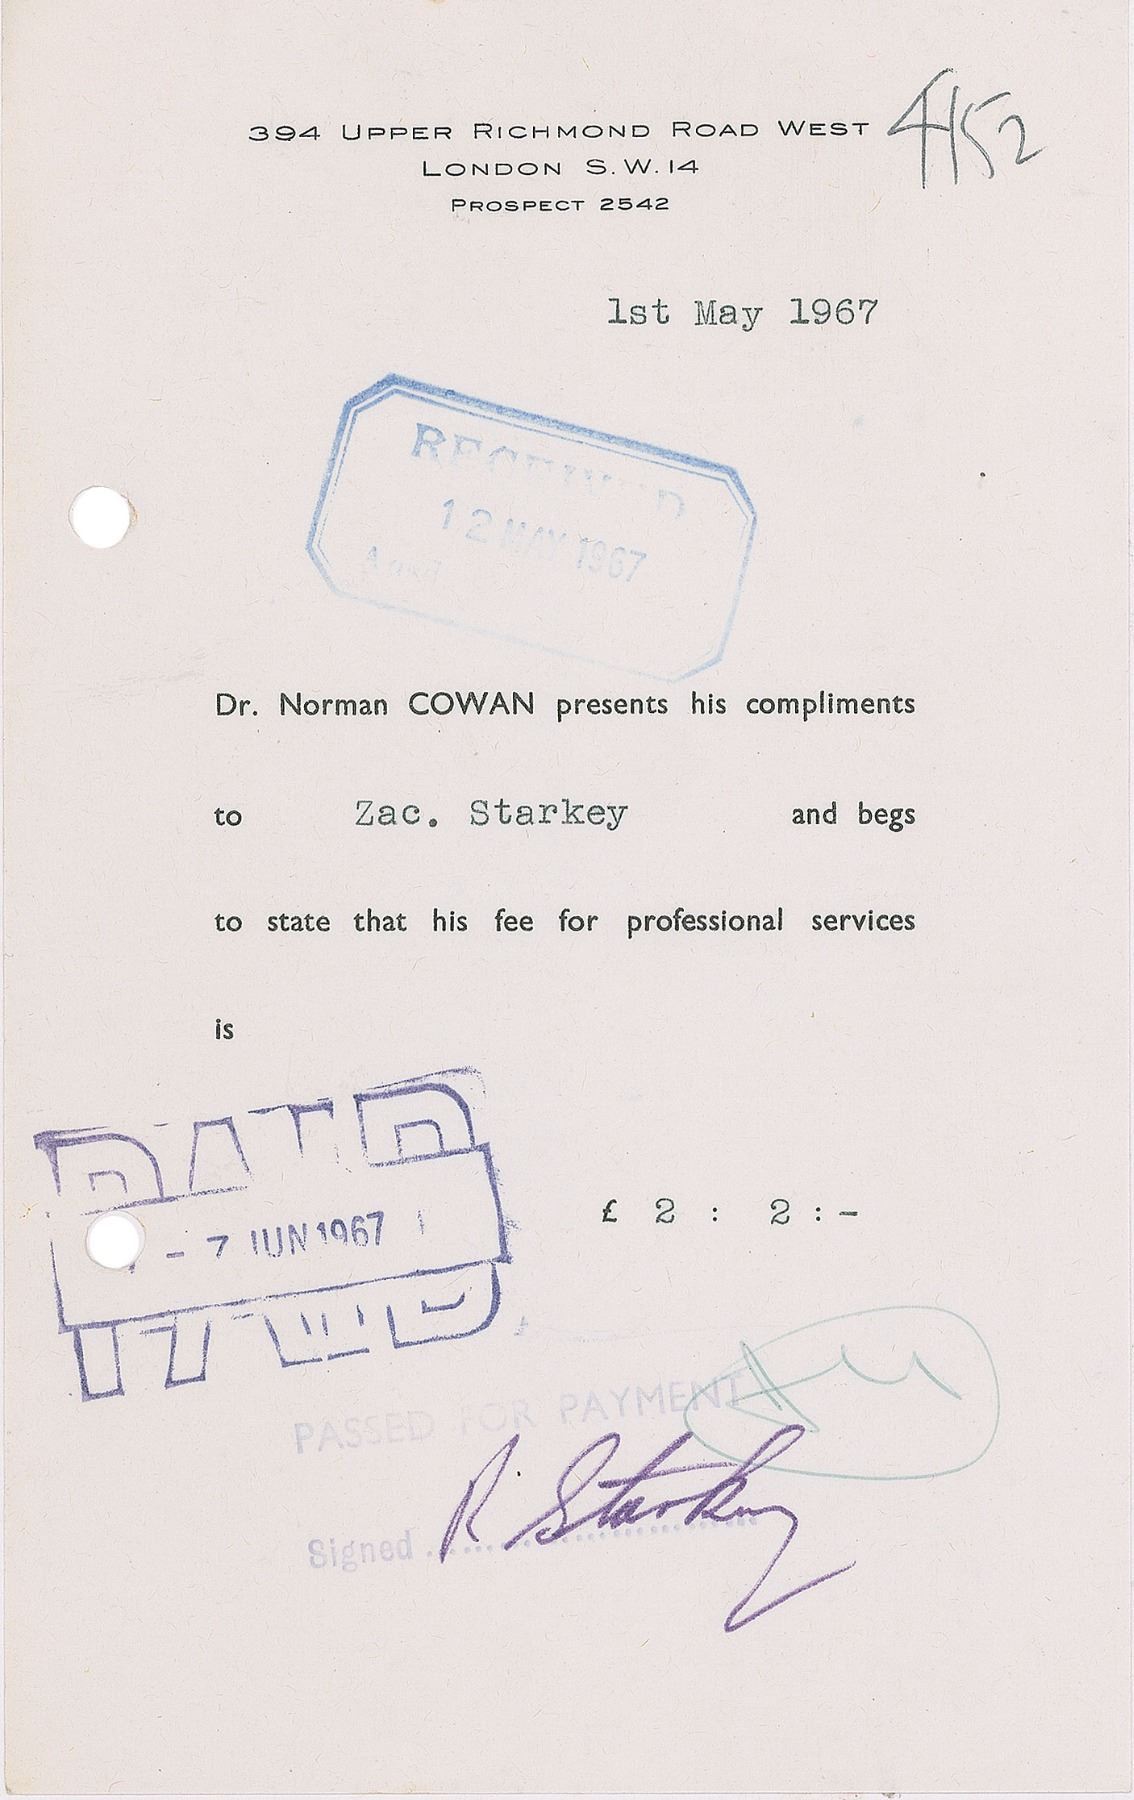 394 UPPER RICHMOND ROAD WEST
LONDON S.W.14
PROSPECT 2542
4152
1st May 1967
RECEIVED
12 MAY 1967
Dr. Norman COWAN presents his compliments
to Zac. Starkey and begs
to state that his fee for professional services
is
- 7 JUN 1967
£ 2 : 2 : -
PASSED FOR PAYMENT
Signed R. Starkey